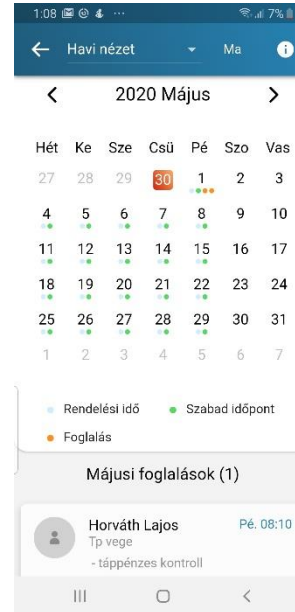 1:08 7%
Havi nézet Ma
2020 Május
Hét Ke Sze Csü Pé Szo Vas
27 28 29 30 1 2 3
4 5 6 7 8 9 10
11 12 13 14 15 16 17
18 19 20 21 22 23 24
25 26 27 28 29 30 31
1 2 3 4 5 6 7
Rendelési idő Szabad időpont
Foglalás
Májusi foglalások (1)
Horváth Lajos Pé. 08:10
Tp vege
- táppénzes kontroll